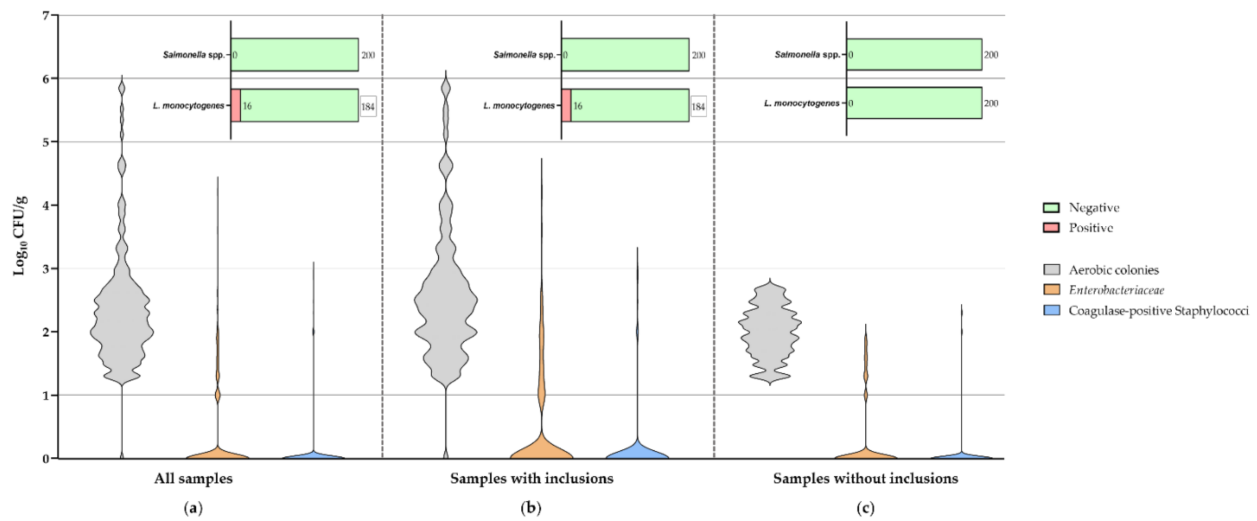 7
6
5
4
3
2
1
0
Log10 CFU/g
Salmonella spp.
0
200
L. monocytogenes
16
184
Salmonella spp.
0
200
L. monocytogenes
16
184
Salmonella spp.
0
200
L. monocytogenes
0
200
Negative
Positive
Aerobic colonies
Enterobacteriaceae
Coagulase-positive Staphylococci
All samples
Samples with inclusions
Samples without inclusions
(a)
(b)
(c)